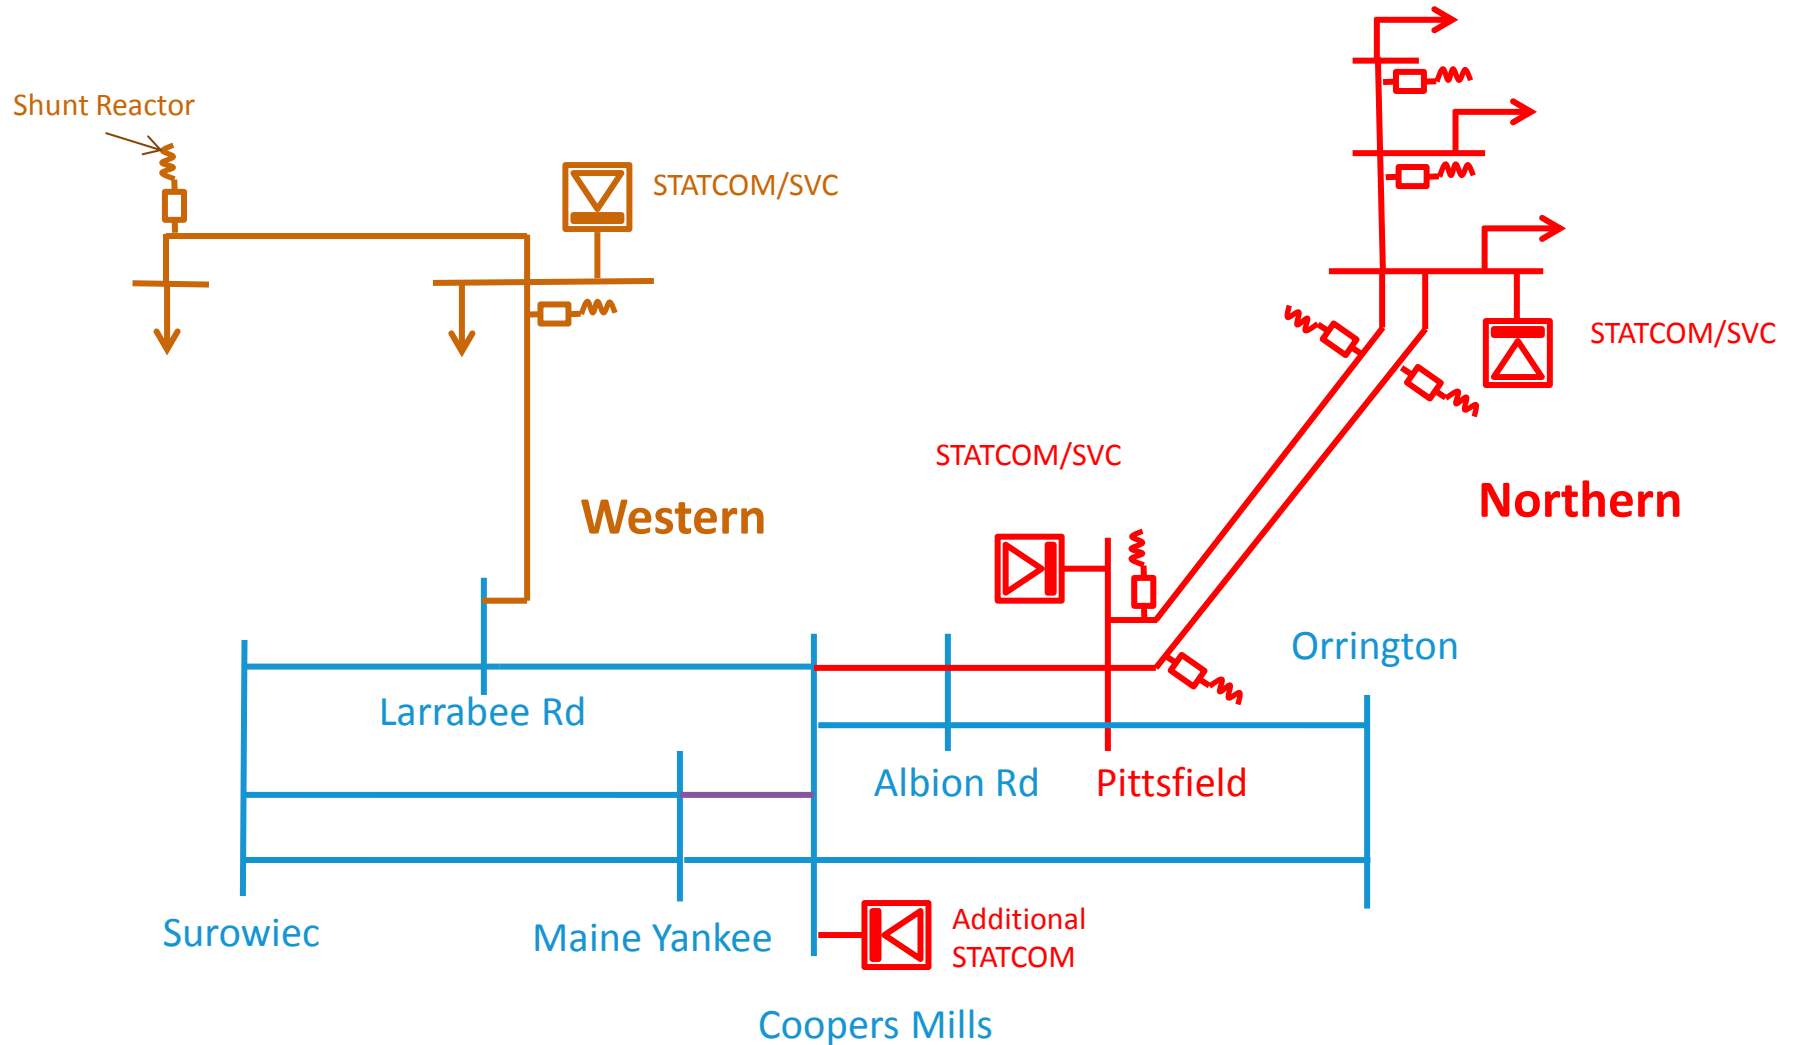 Shunt Reactor
STATCOM/SVC
STATCOM/SVC
STATCOM/SVC
Western
Northern
Orrington
Larrabee Rd
Albion Rd
Pittsfield
Surowiec
Maine Yankee
Additional
STATCOM
Coopers Mills